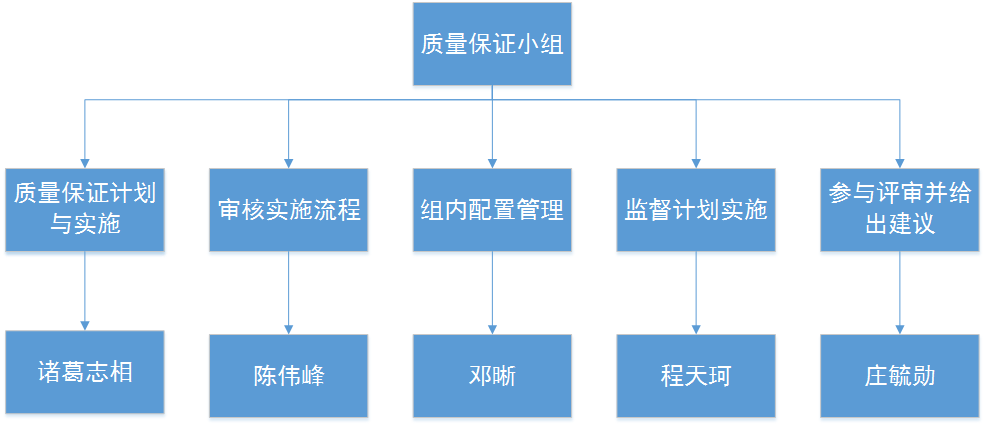 质量保证小组
质量保证计划
与实施
审核实施流程
组内配置管理
监督计划实施
参与评审并给
出建议
诸葛志相
陈伟峰
邓晰
程天珂
庄毓勋